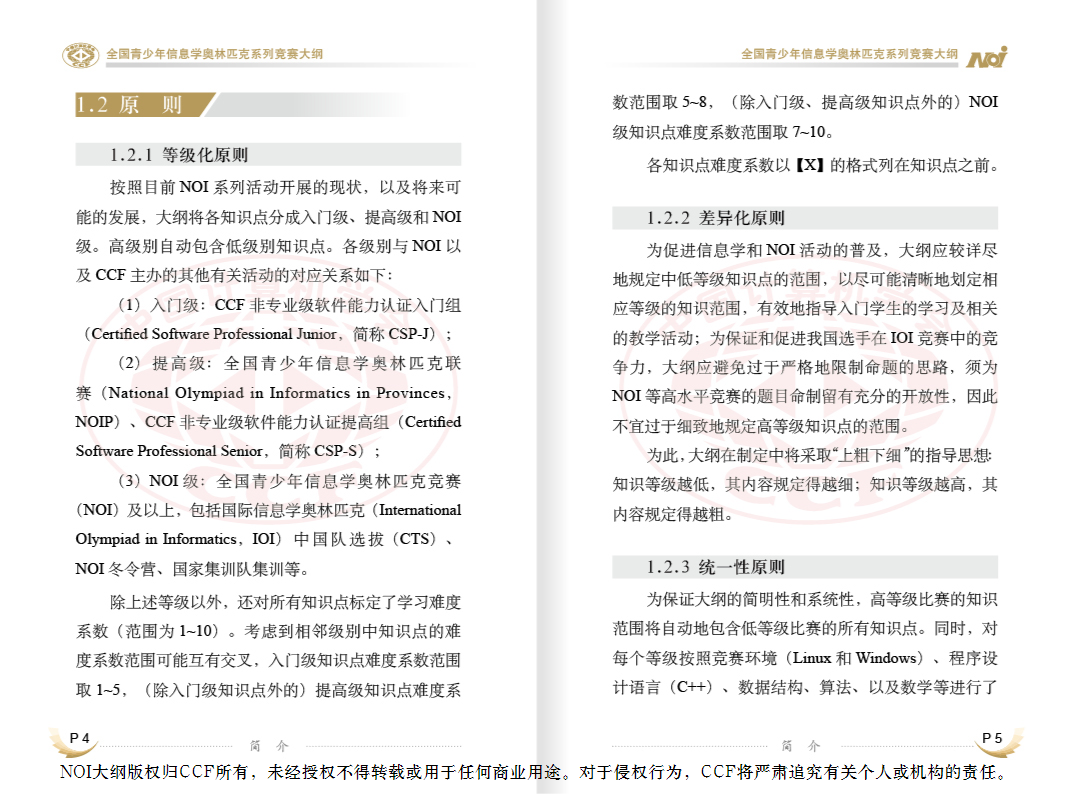 全国青少年信息学奥林匹克系列竞赛大纲
1.2 原 则
1.2.1 等级化原则
按照目前 NOI 系列活动开展的现状，以及将来可
能的发展，大纲将各知识点分成入门级、提高级和 NOI
级。高级别自动包含低级别知识点。各级别与 NOI 以
及 CCF 主办的其他有关活动的对应关系如下：
（1）入门级：CCF 非专业级软件能力认证入门组
（Certified Software Professional Junior，简称 CSP-J）；
（2）提高级：全国青少年信息学奥林匹克联
赛（National Olympiad in Informatics in Provinces，
NOIP）、CCF 非专业级软件能力认证提高组（Certified
Software Professional Senior，简称 CSP-S）；
（3）NOI 级：全国青少年信息学奥林匹克竞赛
（NOI）及以上，包括国际信息学奥林匹克（International
Olympiad in Informatics，IOI）中国队选拔（CTS）、
NOI 冬令营、国家集训队集训等。
除上述等级以外，还对所有知识点标定了学习难度
系数（范围为 1~10）。考虑到相邻级别中知识点的难
度系数范围可能互有交叉，入门级知识点难度系数范围
取 1~5，（除入门级知识点外的）提高级知识点难度系
P 4
简 介
全国青少年信息学奥林匹克系列竞赛大纲
NOI
数范围取 5~8，（除入门级、提高级知识点外的）NOI
级知识点难度系数范围取 7~10。
各知识点难度系数以【X】的格式列在知识点之前。
1.2.2 差异化原则
为促进信息学和 NOI 活动的普及，大纲应较详尽
地规定中低等级知识点的范围，以尽可能清晰地划定相
应等级的知识范围，有效地指导入门学生的学习及相关
的教学活动；为保证和促进我国选手在 IOI 竞赛中的竞
争力，大纲应避免过于严格地限制命题的思路，须为
NOI 等高水平竞赛的题目命制留有充分的开放性，因此
不宜过于细致地规定高等级知识点的范围。
为此，大纲在制定中将采取“上粗下细”的指导思想：
知识等级越低，其内容规定得越细；知识等级越高，其
内容规定得越粗。
1.2.3 统一性原则
为保证大纲的简明性和系统性，高等级比赛的知识
范围将自动地包含低等级比赛的所有知识点。同时，对
每个等级按照竞赛环境（Linux 和 Windows）、程序设
计语言（C++）、数据结构、算法、以及数学等进行了
简 介
P 5
NOI大纲版权归CCF所有，未经授权不得转载或用于任何商业用途。对于侵权行为，CCF将严肃追究有关个人或机构的责任。